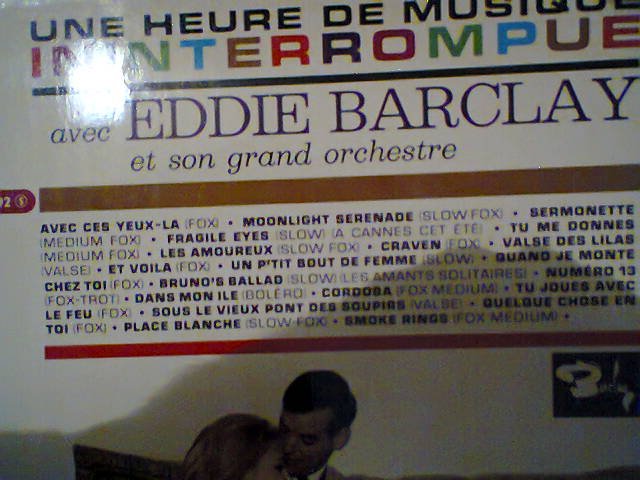 UNE HEURE DE MUSIQUE
ININTERROMPUE
avec EDDIE BARCLAY
et son grand orchestre
92 S
AVEC CES YEUX-LA (FOX) • MOONLIGHT SERENADE (SLOW FOX) • SERMONETTE
(MEDIUM FOX) • FRAGILE EYES (SLOW) (A CANNES CET ÉTÉ) • TU ME DONNES
(MEDIUM FOX) • LES AMOUREUX (SLOW FOX) • CRAVEN (FOX) • VALSE DES LILAS
(VALSE) • ET VOILA (FOX) • UN P'TIT BOUT DE FEMME (SLOW) • QUAND JE MONTE
CHEZ TOI (FOX) • BRUNO'S BALLAD (SLOW) (LES AMANTS SOLITAIRES) • NUMÉRO 13
(FOX-TROT) • DANS MON ILE (BOLÉRO) • CORDOBA (FOX MEDIUM) • TU JOUES AVEC
LE FEU (FOX) • SOUS LE VIEUX PONT DES SOUPIRS (VALSE) • QUELQUE CHOSE EN
TOI (FOX) • PLACE BLANCHE (SLOW-FOX) • SMOKE RINGS (FOX MEDIUM) •